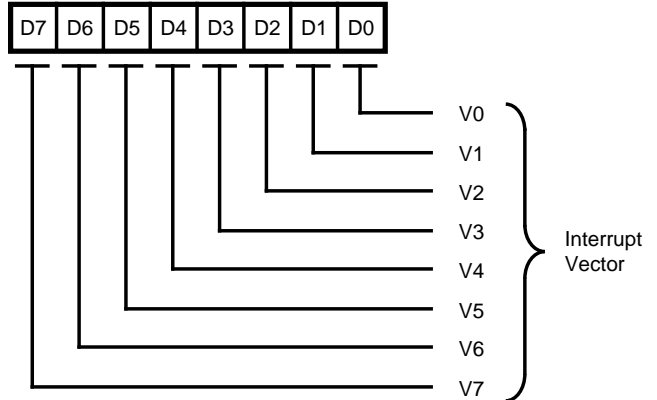 D7 D6 D5 D4 D3 D2 D1 D0
V0
V1
V2
V3
Interrupt
Vector
V4
V5
V6
V7